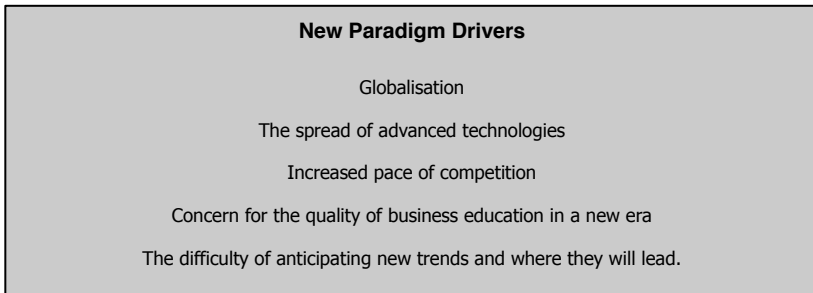 New Paradigm Drivers
Globalisation
The spread of advanced technologies
Increased pace of competition
Concern for the quality of business education in a new era
The difficulty of anticipating new trends and where they will lead.